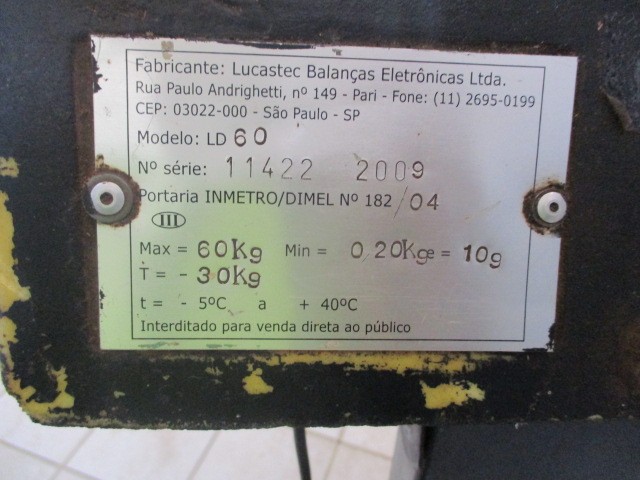 Fabricante: Lucastec Balanças Eletrônicas Ltda.
Rua Paulo Andrighetti, nº 149 - Pari - Fone: (11) 2695-0199
CEP: 03022-000 - São Paulo - SP
Modelo: LD 60
Nº série: 11422 2009
Portaria INMETRO/DIMEL Nº 182/04
III
Max = 60Kg Min = 0,20Kg e = 10g
T = - 30Kg
t = - 5ºC a + 40ºC
Interditado para venda direta ao público